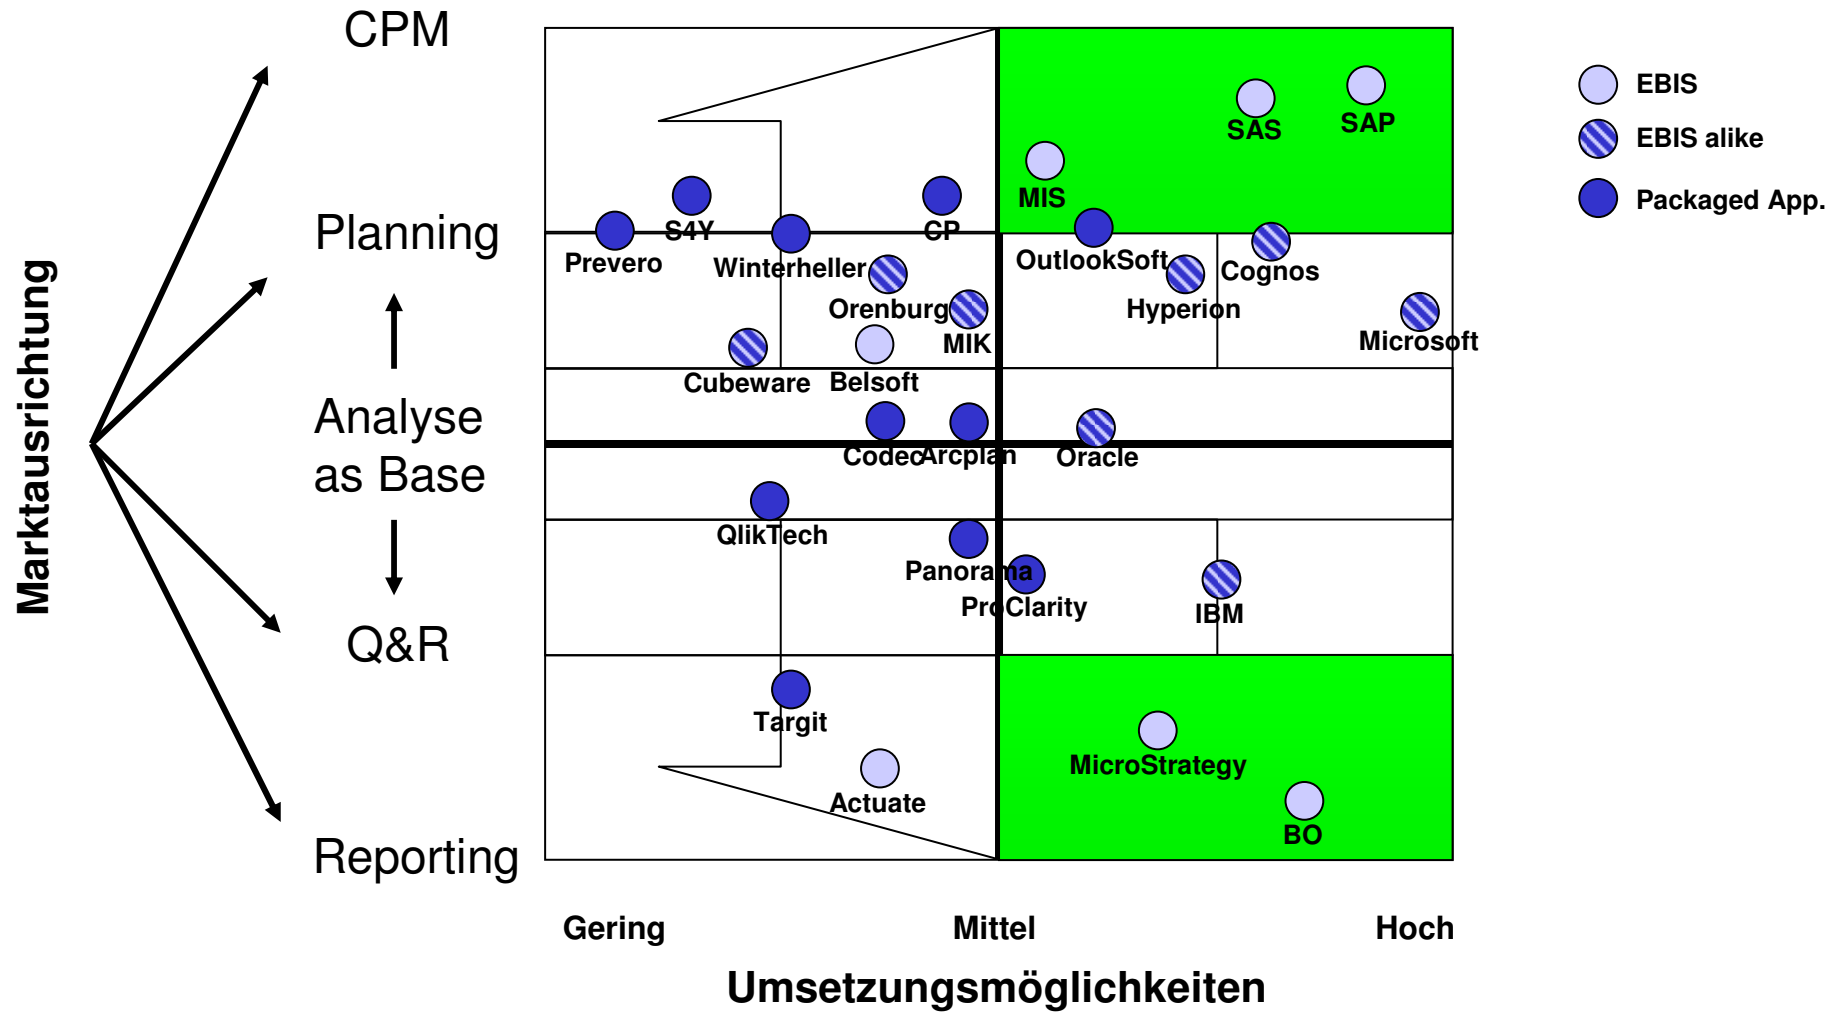 CPM
Planning
Analyse
as Base
Q&R
Reporting
Marktausrichtung
SAS
SAP
MIS
S4Y
CP
Prevero
Winterheller
OutlookSoft
Cognos
Orenburg
Hyperion
MIK
Microsoft
Cubeware
Belsoft
Codec
Arcplan
Oracle
QlikTech
Panorama
ProClarity
IBM
Targit
MicroStrategy
Actuate
BO
EBIS
EBIS alike
Packaged App.
Gering
Mittel
Hoch
Umsetzungsmöglichkeiten